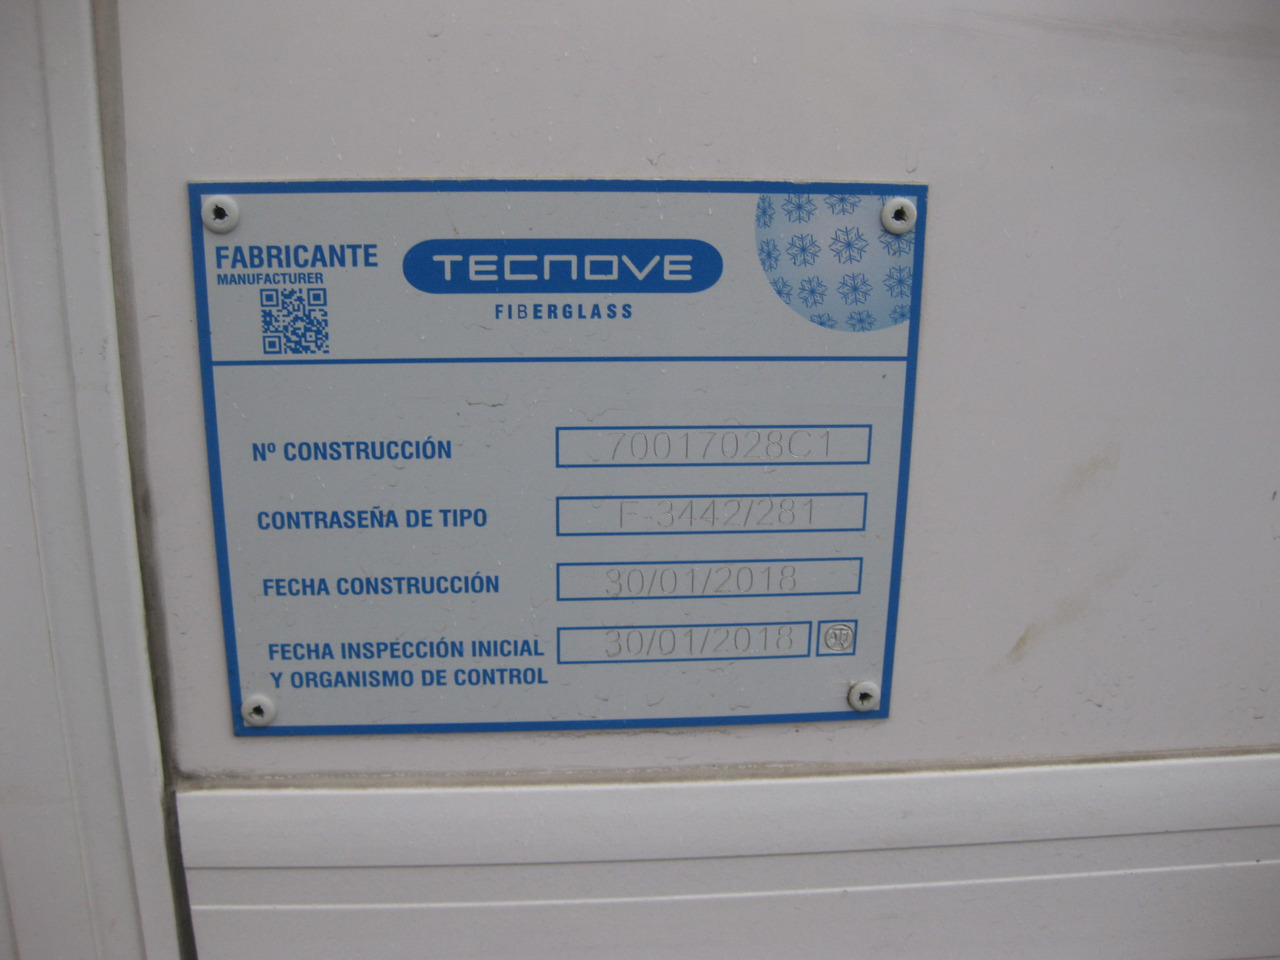 FABRICANTE
MANUFACTURER
TECNOVE
FIBERGLASS
Nº CONSTRUCCIÓN 70017028C1
CONTRASEÑA DE TIPO F-3442/281
FECHA CONSTRUCCIÓN 30/01/2018
FECHA INSPECCIÓN INICIAL 30/01/2018
Y ORGANISMO DE CONTROL